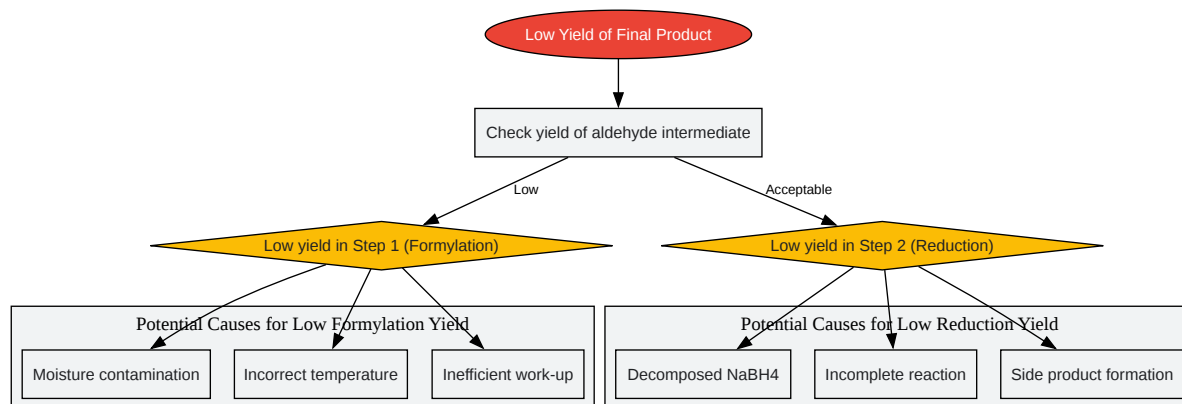 Low Yield of Final Product
Check yield of aldehyde intermediate
Low
Acceptable
Low yield in Step 1 (Formylation)
Low yield in Step 2 (Reduction)
Potential Causes for Low Formylation Yield
Potential Causes for Low Reduction Yield
Moisture contamination
Incorrect temperature
Inefficient work-up
Decomposed NaBH4
Incomplete reaction
Side product formation